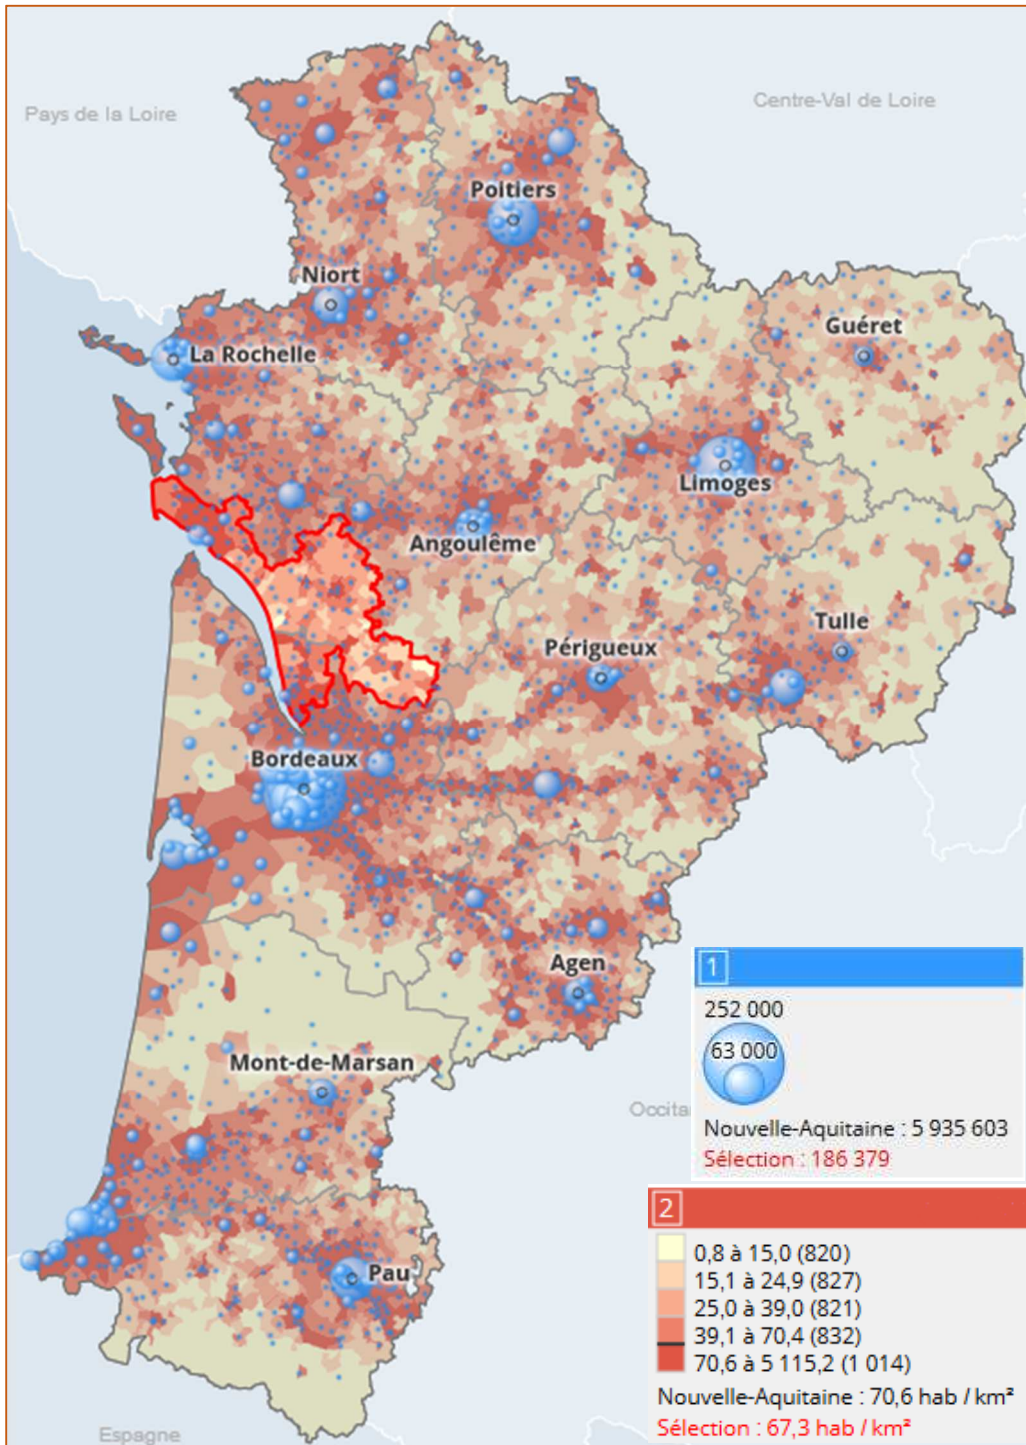 Pays de la Loire
Centre-Val de Loire
Poitiers
Niort
Guéret
La Rochelle
Limoges
Angoulême
Tulle
Périgueux
Bordeaux
Agen
Mont-de-Marsan
Pau
Espagne
1
252 000
63 000
Nouvelle-Aquitaine : 5 935 603
Sélection : 186 379
2
0,8 à 15,0 (820)
15,1 à 24,9 (827)
25,0 à 39,0 (821)
39,1 à 70,4 (832)
70,6 à 5 115,2 (1 014)
Nouvelle-Aquitaine : 70,6 hab / km²
Sélection : 67,3 hab / km²